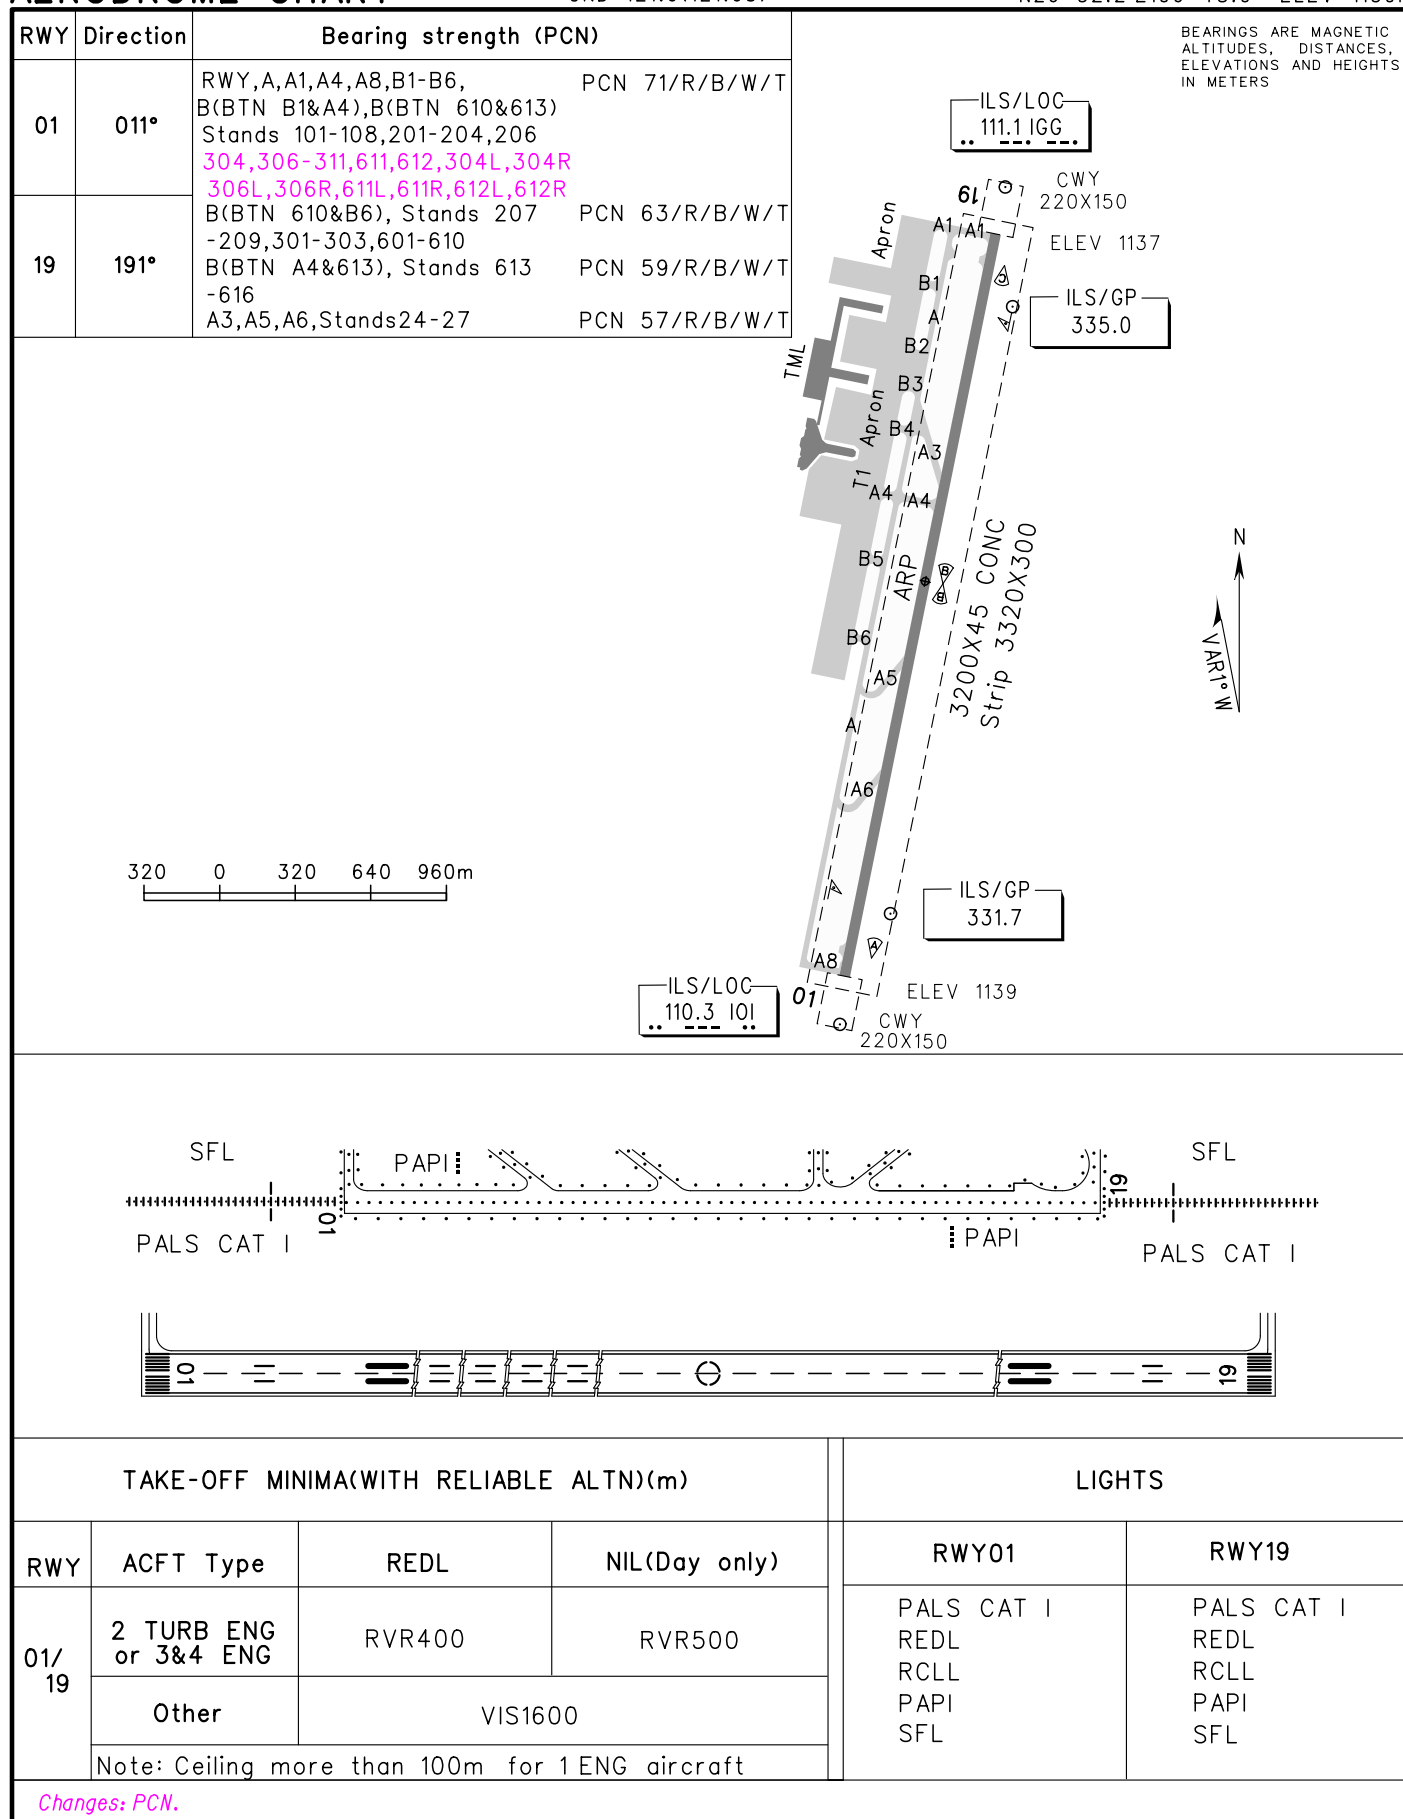 RWY Direction Bearing strength (PCN)
01 011°
RWY,A,A1,A4,A8,B1-B6, PCN 71/R/B/W/T
B(BTN B1&A4),B(BTN 610&613)
Stands 101-108,201-204,206
304,306-311,611,612,304L,304R
306L,306R,611L,611R,612L,612R
19 191°
B(BTN 610&B6), Stands 207 PCN 63/R/B/W/T
-209,301-303,601-610
B(BTN A4&613), Stands 613 PCN 59/R/B/W/T
-616
A3,A5,A6,Stands24-27 PCN 57/R/B/W/T
BEARINGS ARE MAGNETIC
ALTITUDES, DISTANCES,
ELEVATIONS AND HEIGHTS
IN METERS
ILS/LOC
111.1 IGG
19
CWY
220X150
ELEV 1137
Apron
A1
A1
B1
C
ILS/GP
335.0
A
A
B2
TML
B3
Apron
B4
A3
T1
A4
A4
B5
ARP
B
B
3200X45 CONC
Strip 3320X300
N
VAR1°W
B6
A5
A
A6
320 0 320 640 960m
ILS/GP
331.7
A
A8
ILS/LOC
110.3 IOI
01
ELEV 1139
CWY
220X150
SFL
PAPI
SFL
01
19
PALS CAT I
PAPI
PALS CAT I
01
19
TAKE-OFF MINIMA(WITH RELIABLE ALTN)(m)
LIGHTS
RWY ACFT Type REDL NIL(Day only)
RWY01 RWY19
01/
19
2 TURB ENG
or 3&4 ENG
RVR400 RVR500
Other VIS1600
Note: Ceiling more than 100m for 1 ENG aircraft
PALS CAT I
REDL
RCLL
PAPI
SFL
PALS CAT I
REDL
RCLL
PAPI
SFL
Changes: PCN.